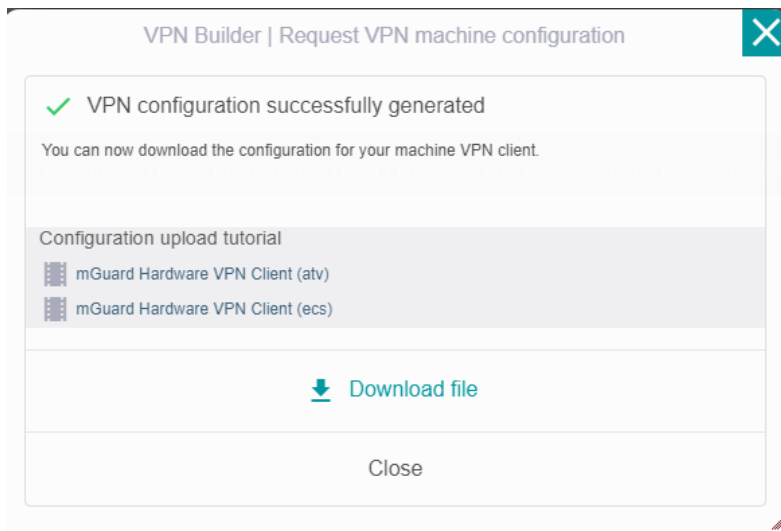 VPN Builder | Request VPN machine configuration
VPN configuration successfully generated
You can now download the configuration for your machine VPN client.
Configuration upload tutorial
mGuard Hardware VPN Client (atv)
mGuard Hardware VPN Client (ecs)
Download file
Close